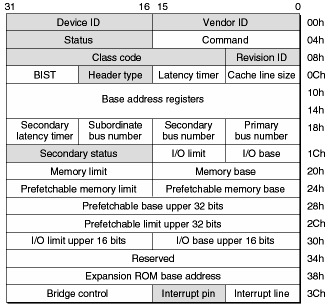 31 16 15 0
Device ID Vendor ID 00h
Status Command 04h
Class code Revision ID 08h
BIST Header type Latency timer Cache line size 0Ch
Base address registers 10h
14h
Secondary latency timer Subordinate bus number Secondary bus number Primary bus number 18h
Secondary status I/O limit I/O base 1Ch
Memory limit Memory base 20h
Prefetchable memory limit Prefetchable memory base 24h
Prefetchable base upper 32 bits 28h
Prefetchable limit upper 32 bits 2Ch
I/O limit upper 16 bits I/O base upper 16 bits 30h
Reserved 34h
Expansion ROM base address 38h
Bridge control Interrupt pin Interrupt line 3Ch